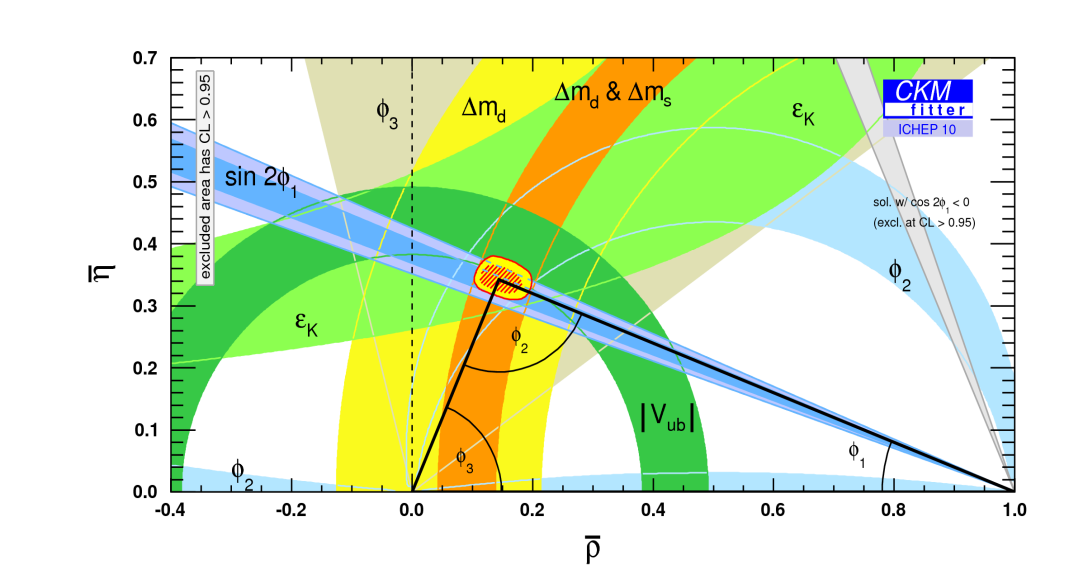 0.7
0.6
0.5
0.4
0.3
0.2
0.1
0.0
-0.4
-0.2
0.0
0.2
0.4
0.6
0.8
1.0
η̄
ρ̄
excluded area has CL > 0.95
ϕ3
Δmd
Δmd & Δms
εK
CKM
fitter
ICHEP 10
sin 2ϕ1
sol. w/ cos 2ϕ1 < 0
(excl. at CL > 0.95)
ϕ2
εK
ϕ2
|Vub|
ϕ3
ϕ1
ϕ2